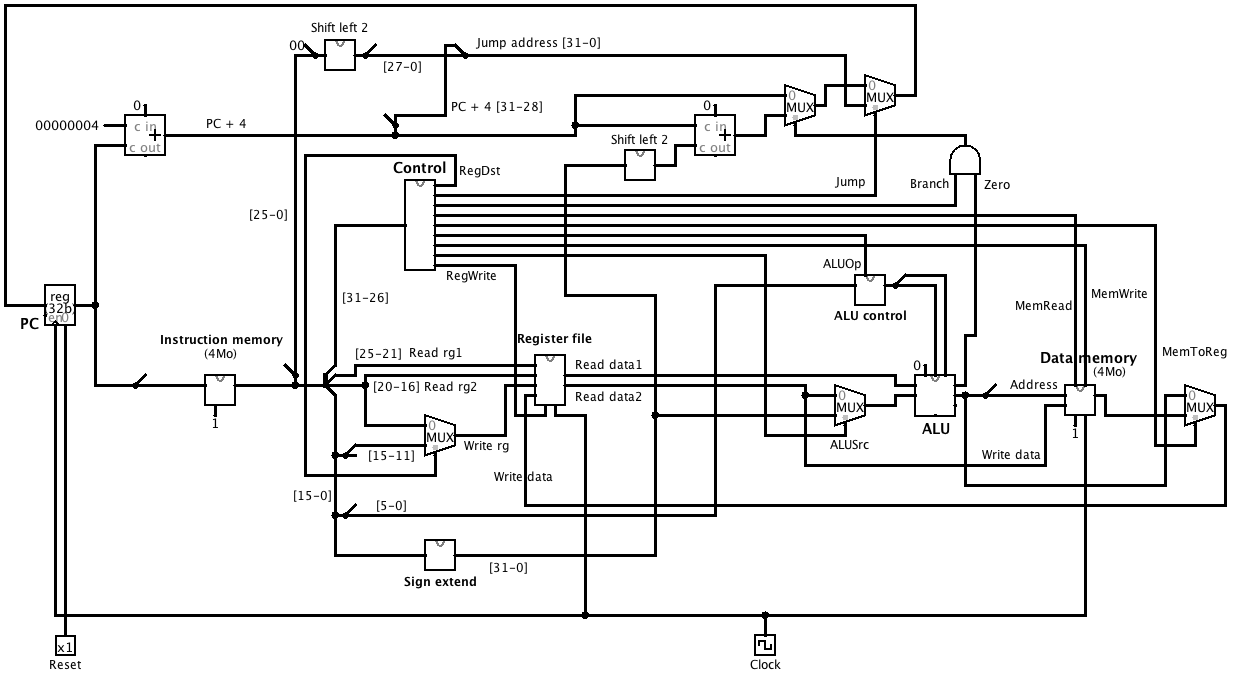 Shift left 2
00
Jump address [31-0]
[27-0]
0
MUX
0
MUX
PC + 4 [31-28]
0
c in
+
c out
00000004
PC + 4
0
c in
+
c out
Shift left 2
Control
RegDst
Jump
Branch
Zero
[25-0]
RegWrite
ALUOp
[31-26]
MemRead
MemWrite
reg
(32b)
en 0
PC
ALU control
Instruction memory
(4Mo)
Register file
[25-21] Read rg1
Read data1
0
Data memory
(4Mo)
MemToReg
[20-16] Read rg2
Read data2
Address
0
MUX
0
MUX
1
ALU
1
0
MUX
Write rg
ALUSrc
[15-11]
Write data
Write data
[15-0]
[5-0]
Sign extend
[31-0]
x1
Reset
Clock